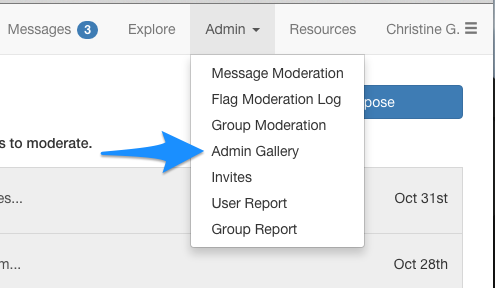 Messages 3 Explore Admin Resources Christine G.
Message Moderation
Flag Moderation Log
pose
Group Moderation
s to moderate.
Admin Gallery
Invites
es... Oct 31st
User Report
Group Report
m... Oct 28th